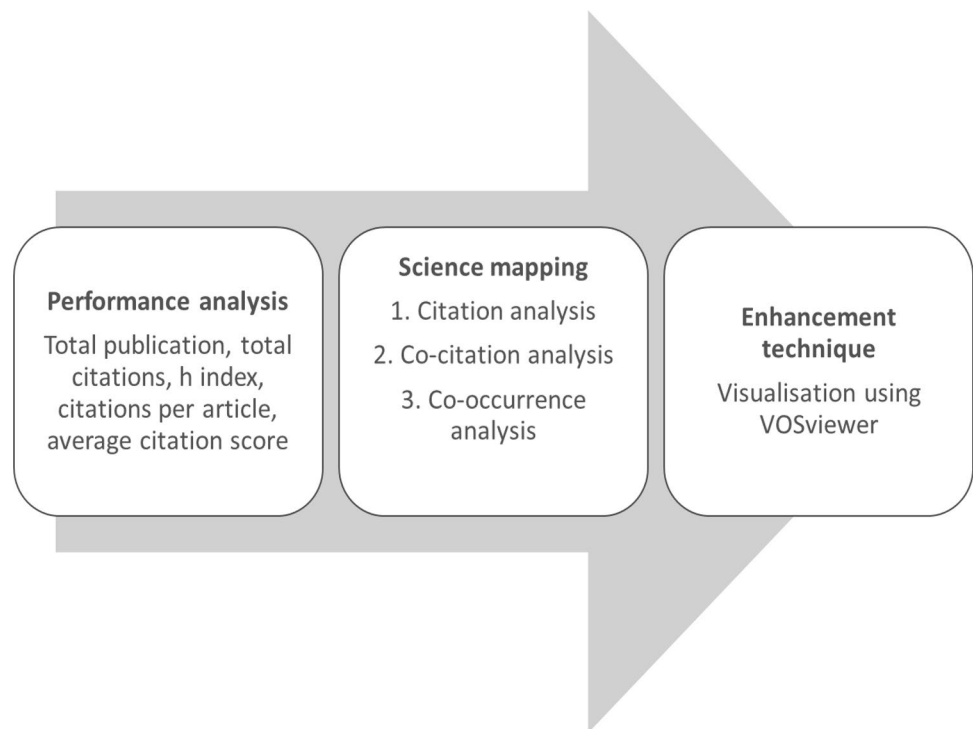 Performance analysis
Total publication, total
citations, h index,
citations per article,
average citation score
Science mapping
1. Citation analysis
2. Co-citation analysis
3. Co-occurrence
analysis
Enhancement
technique
Visualisation using
VOSviewer